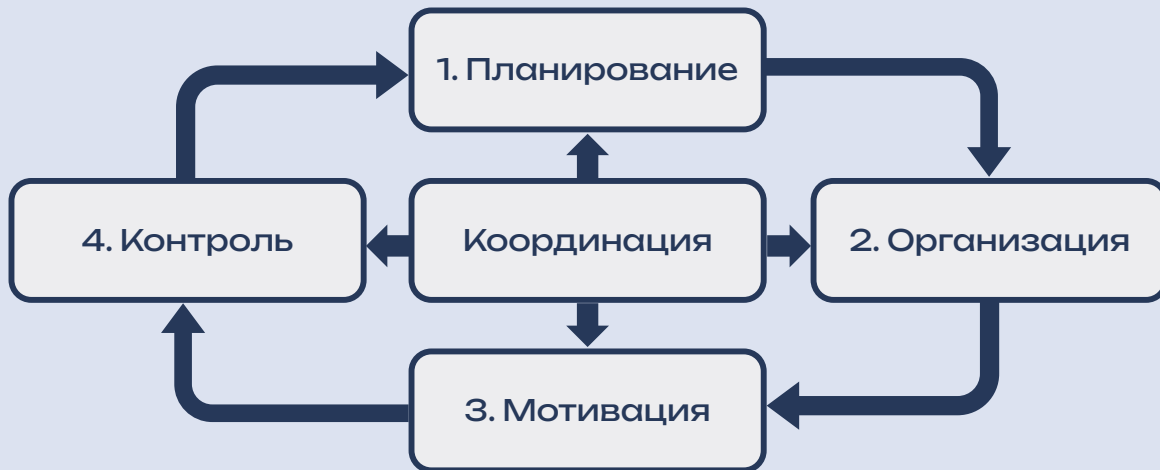 1. Планирование
4. Контроль
Координация
2. Организация
3. Мотивация